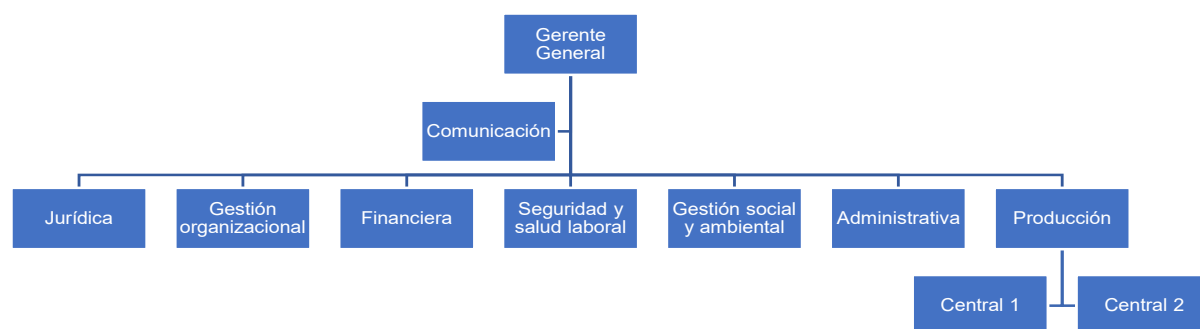 Gerente
General
Comunicación
Jurídica
Gestión
organizacional
Financiera
Seguridad y
salud laboral
Gestión social
y ambiental
Administrativa
Producción
Central 1
Central 2